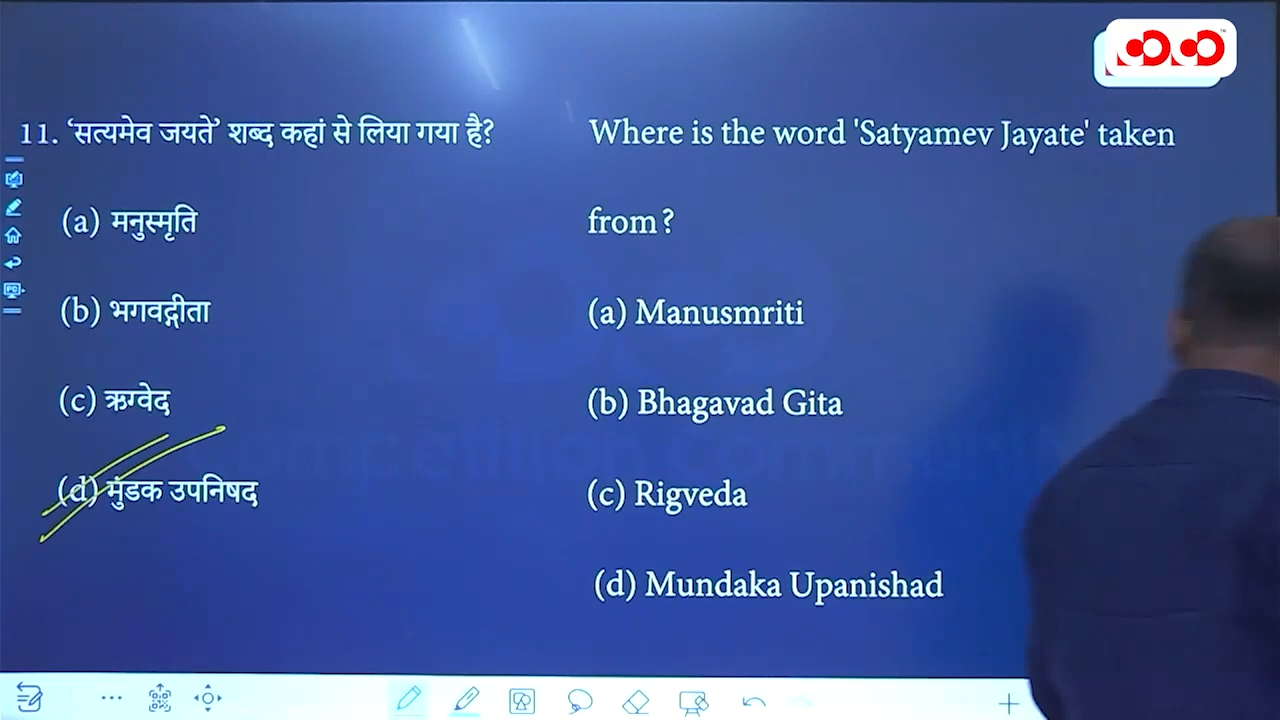 11. ‘सत्यमेव जयते’ शब्द कहां से लिया गया है?
(a) मनुस्मृति
(b) भगवद्गीता
(c) ऋग्वेद
(d) मुंडक उपनिषद
Where is the word 'Satyamev Jayate' taken
from?
(a) Manusmriti
(b) Bhagavad Gita
(c) Rigveda
(d) Mundaka Upanishad